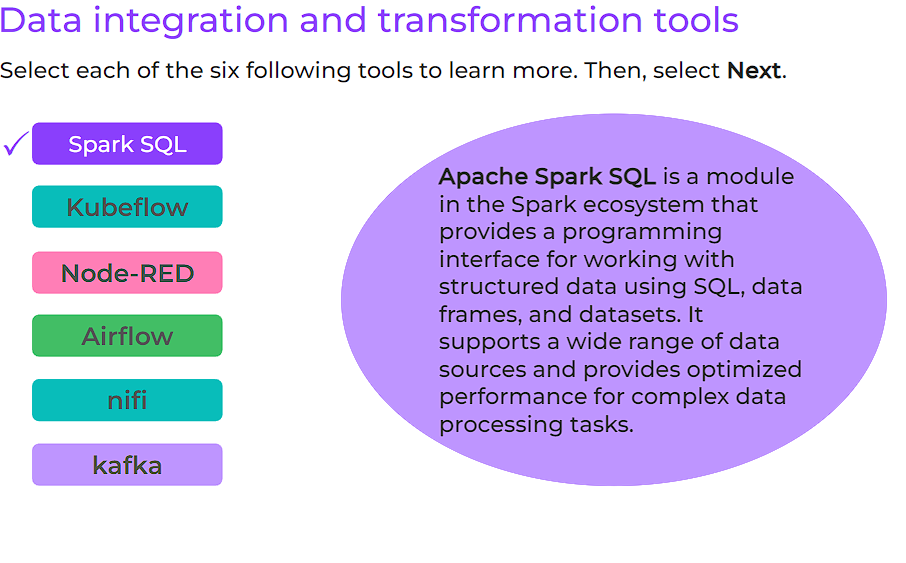 Data integration and transformation tools
Select each of the six following tools to learn more. Then, select Next.
Spark SQL
Kubeflow
Node-RED
Airflow
nifi
kafka
Apache Spark SQL is a module
in the Spark ecosystem that
provides a programming
interface for working with
structured data using SQL, data
frames, and datasets. It
supports a wide range of data
sources and provides optimized
performance for complex data
processing tasks.